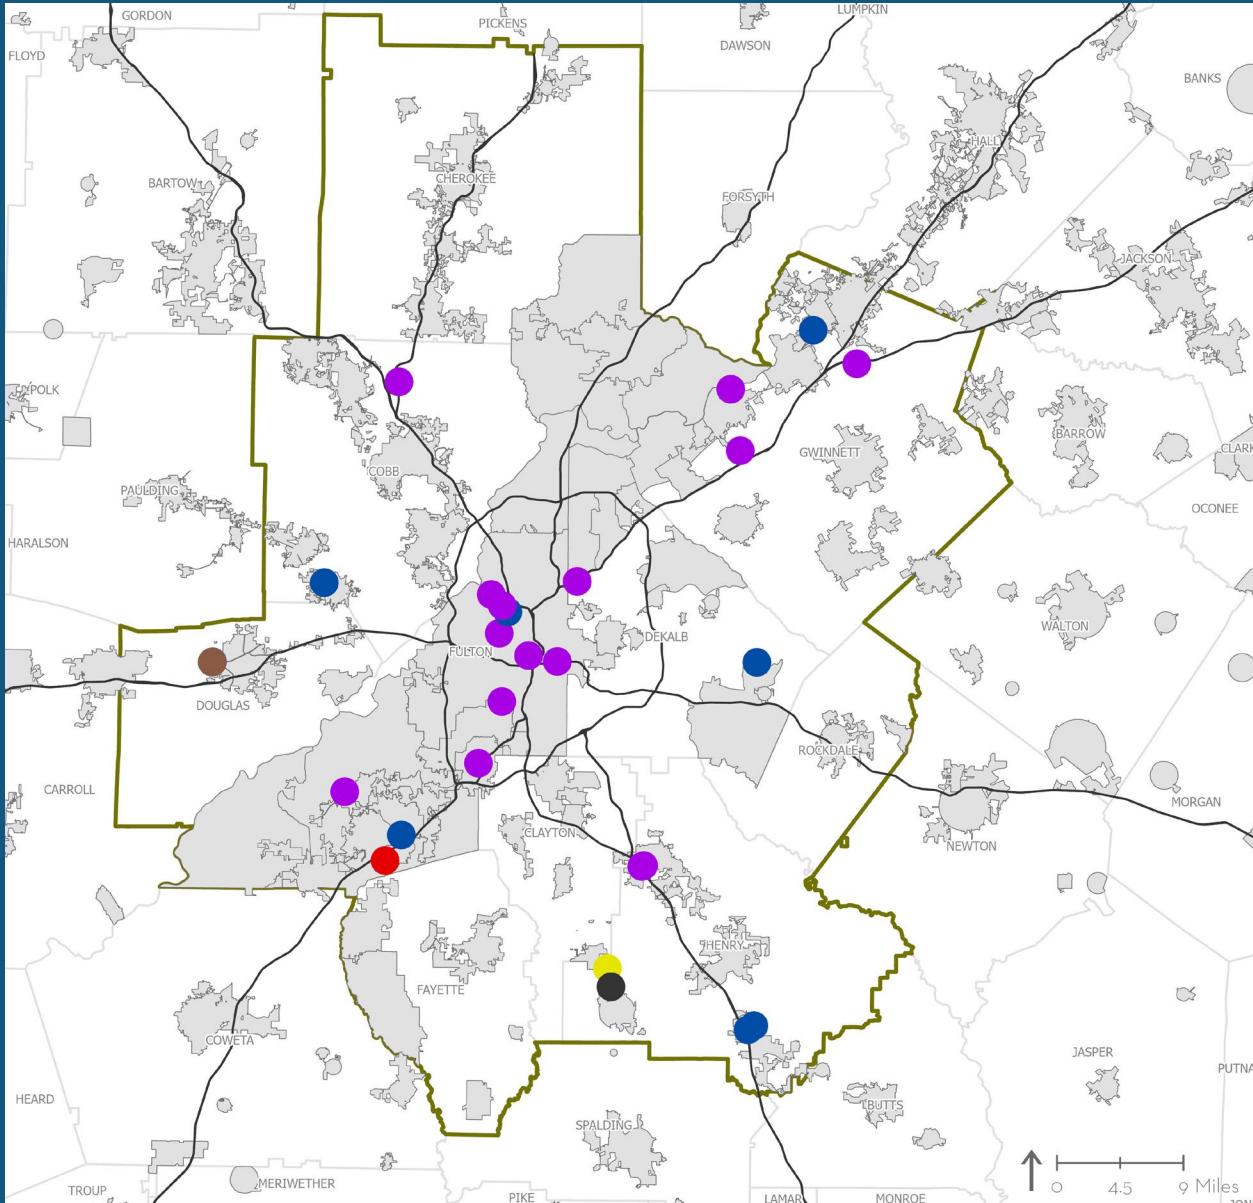 GORDON
LUMPKIN
PICKENS
DAWSON
FLOYD
BANKS
HALL
CHEROKEE
BARTOW
FORSYTH
JACKSON
POLK
BARROW
GWINNETT
CLARK
COBB
PAULDING
OCONEE
HARALSON
WALTON
DEKALB
FULTON
DOUGLAS
ROCKDALE
CARROLL
MORGAN
CLAYTON
NEWTON
HENRY
FAYETTE
COWETA
JASPER
PUTNA
HEARD
BUTTS
SPALDING
MERIWETHER
TROUP
PIKE
LAMAR
MONROE
0 4.5 9 Miles